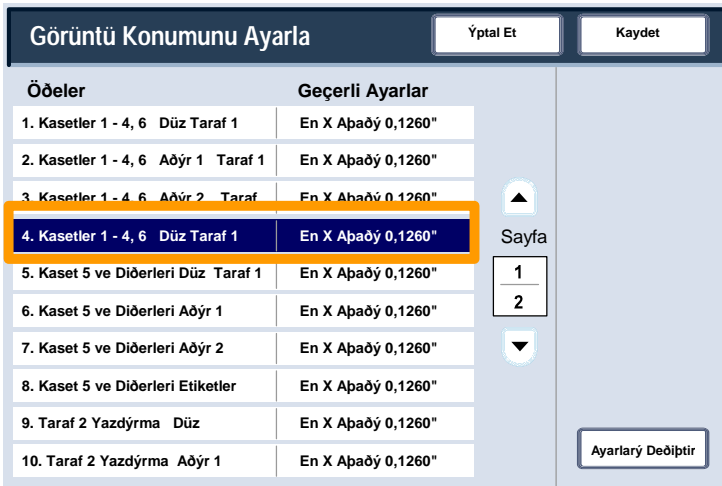 Görüntü Konumunu Ayarla
Ýptal Et
Kaydet
Öðeler Geçerli Ayarlar
1. Kasetler 1 - 4, 6 Düz Taraf 1 En X Aþaðý 0,1260"
2. Kasetler 1 - 4, 6 Aðýr 1 Taraf 1 En X Aþaðý 0,1260"
3. Kasetler 1 - 4, 6 Aðýr 2 Taraf En X Aþaðý 0,1260"
4. Kasetler 1 - 4, 6 Düz Taraf 1 En X Aþaðý 0,1260"
Sayfa
5. Kaset 5 ve Diðerleri Düz Taraf 1 En X Aþaðý 0,1260"
1
6. Kaset 5 ve Diðerleri Aðýr 1 En X Aþaðý 0,1260"
2
7. Kaset 5 ve Diðerleri Aðýr 2 En X Aþaðý 0,1260"
8. Kaset 5 ve Diðerleri Etiketler En X Aþaðý 0,1260"
9. Taraf 2 Yazdýrma Düz En X Aþaðý 0,1260"
10. Taraf 2 Yazdýrma Aðýr 1 En X Aþaðý 0,1260"
Ayarlarý Deðiþtir